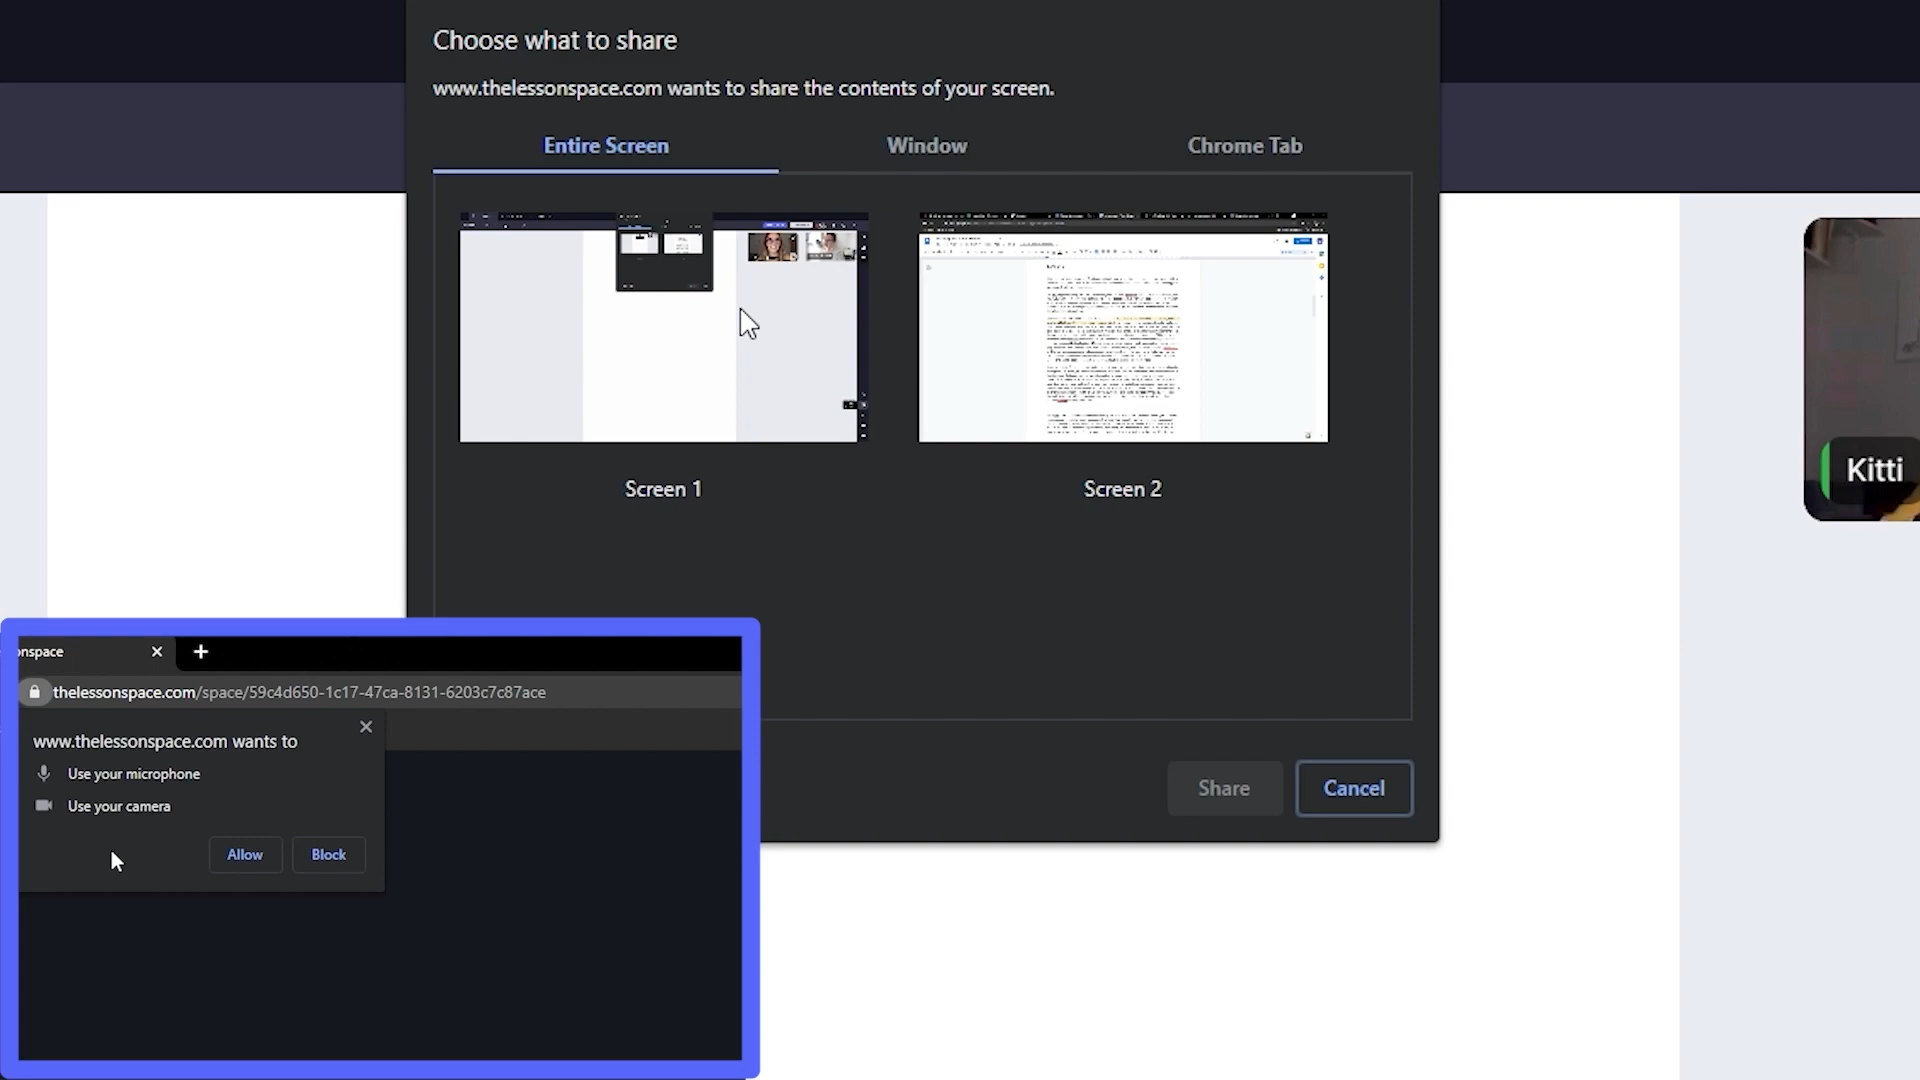 Choose what to share
www.thelessonspace.com wants to share the contents of your screen.
Entire Screen
Window
Chrome Tab
Screen 1
Screen 2
Kitti
Share
Cancel
onspace
thelessonspace.com/space/59c4d650-1c17-47ca-8131-6203c7c87ace
www.thelessonspace.com wants to
Use your microphone
Use your camera
Allow
Block